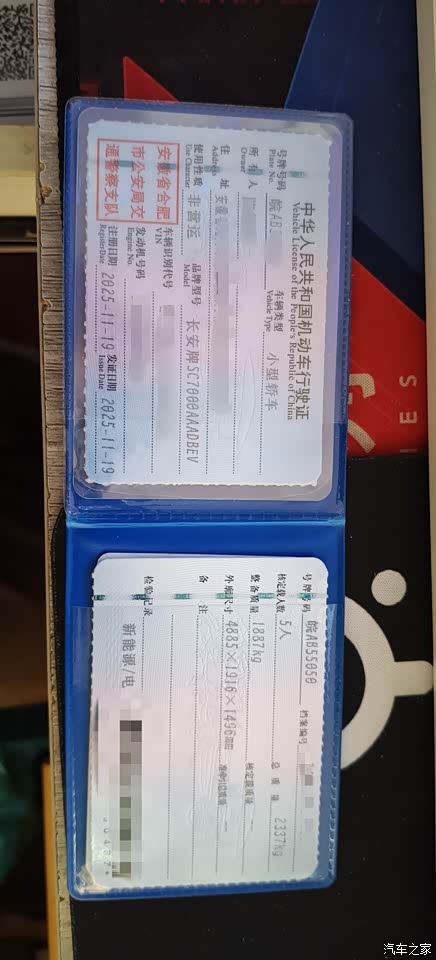 中华人民共和国机动车行驶证
Vehicle License of the People's Republic of China
号牌号码 皖AB5 车辆类型 小型轿车
Plate No. Vehicle Type
所有人
Owner
住址 安徽
Address
使用性质 非营运 品牌型号 长安牌SC7000AAADBEV
Use Character Model
安徽省合肥
市公安局交
通警察支队
车辆识别代号
VIN
发动机号码
Engine No.
注册日期 2025-11-19 发证日期 2025-11-19
Register Date Issue Date
号牌号码 皖AB55050 档案编号
核定载人数 5人 总质量 2337kg
整备质量 1887kg 核定载质量
外廓尺寸 4885×1916×1496mm 准牵引总质量
备注
检验记录
新能源/电
S E
汽车之家